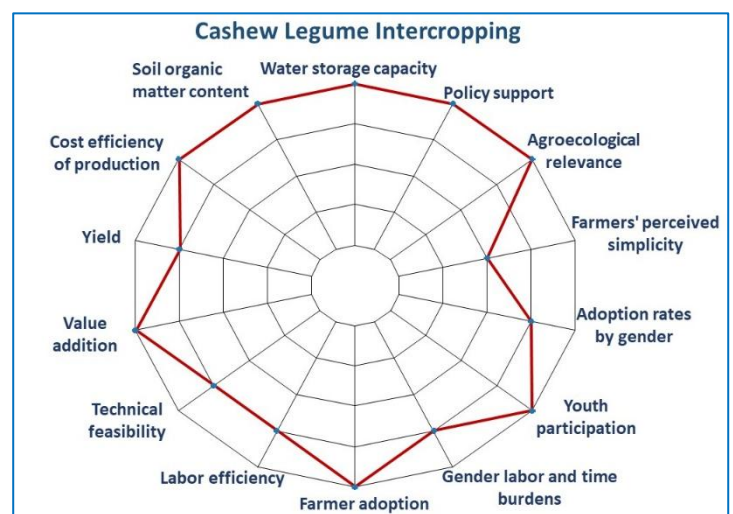 Cashew Legume Intercropping
Water storage capacity
Policy support
Agroecological
relevance
Farmers' perceived
simplicity
Adoption rates
by gender
Youth
participation
Gender labor and time
burdens
Farmer adoption
Labor efficiency
Technical
feasibility
Value
addition
Yield
Cost efficiency
of production
Soil organic
matter content